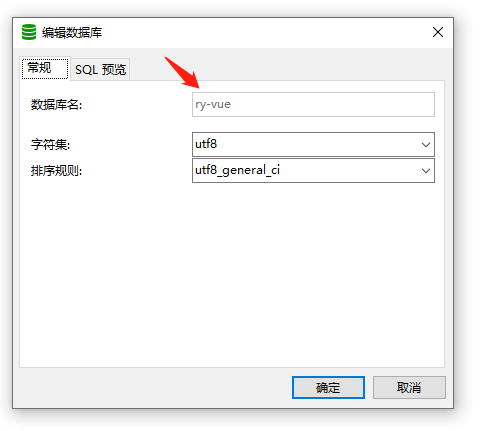 编辑数据库
常规
SQL 预览
数据库名:
ry-vue
字符集:
utf8
排序规则:
utf8_general_ci
确定
取消